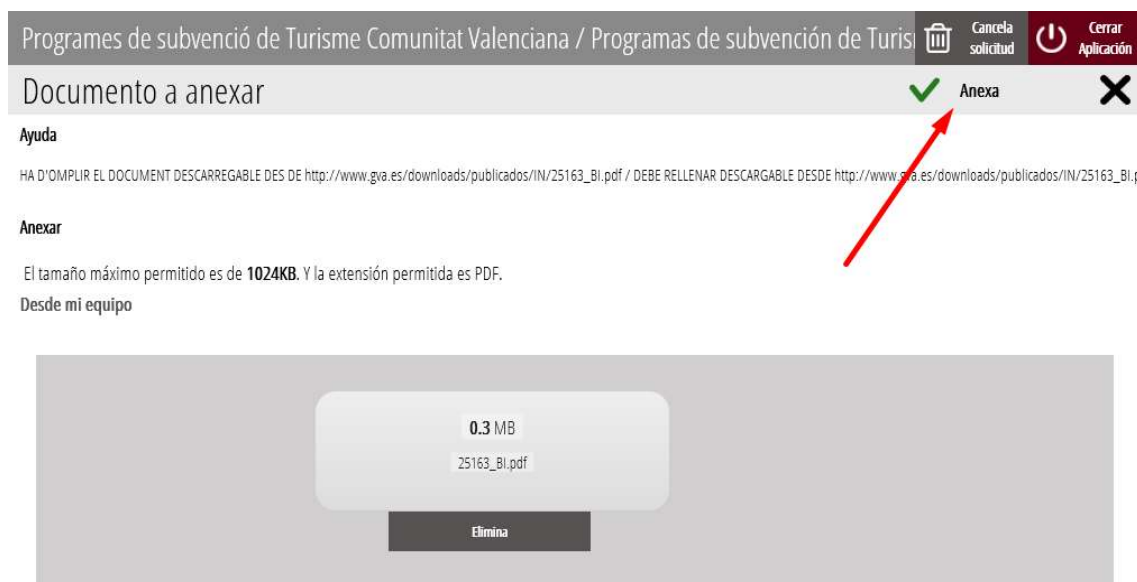 Programes de subvenció de Turisme Comunitat Valenciana / Programas de subvención de Turis
Cancela
solicitud
Cerrar
Aplicación
Documento a anexar
Anexa
Ayuda
HA D'OMPLIR EL DOCUMENT DESCARREGABLE DES DE http://www.gva.es/downloads/publicados/IN/25163_BI.pdf / DEBE RELLENAR DESCARGABLE DESDE http://www.gva.es/downloads/publicados/IN/25163_BI.p
Anexar
El tamaño máximo permitido es de 1024KB. Y la extensión permitida es PDF.
Desde mi equipo
0.3 MB
25163_BI.pdf
Elimina